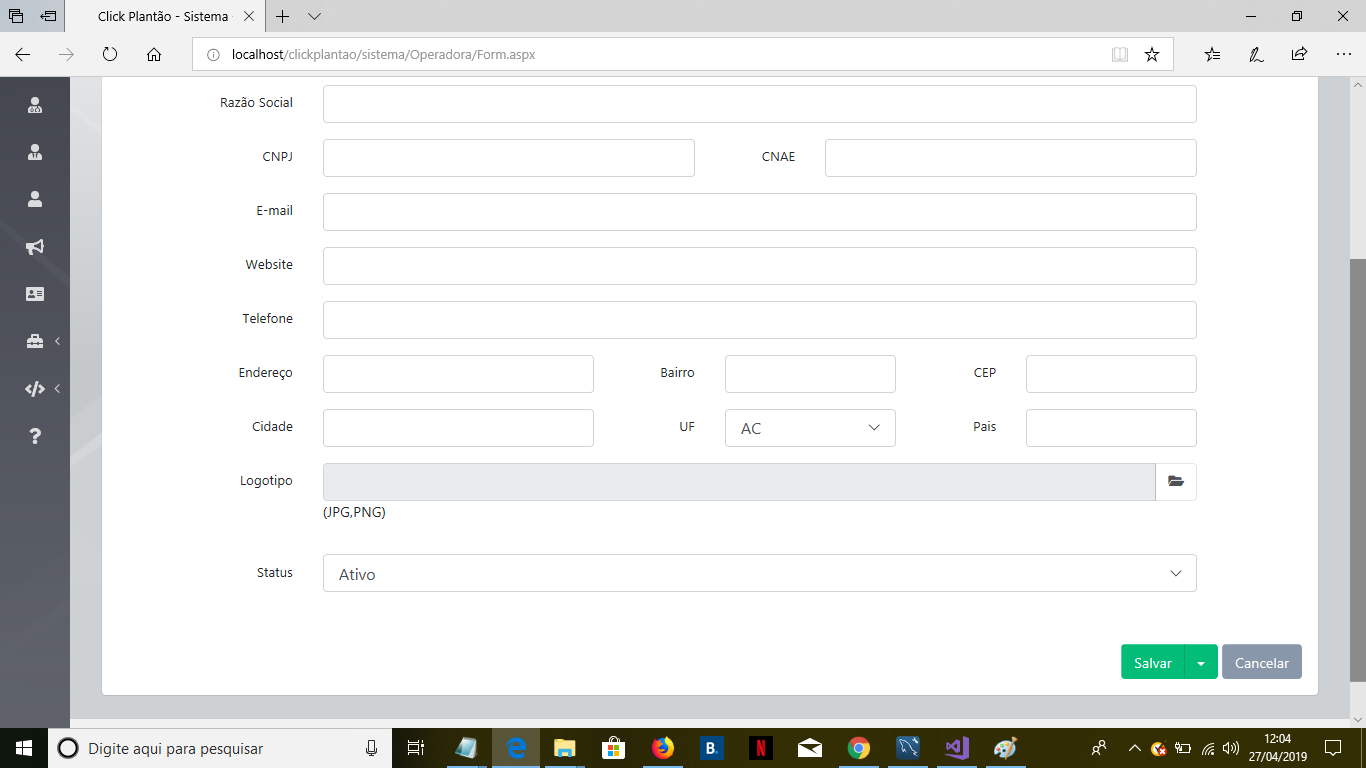 Click Plantão - Sistema
localhost/clickplantao/sistema/Operadora/Form.aspx
Razão Social
CNPJ CNAE
E-mail
Website
Telefone
Endereço Bairro CEP
Cidade UF AC Pais
Logotipo
(JPG,PNG)
Status Ativo
Salvar Cancelar
Digite aqui para pesquisar
B.
N
12:04
27/04/2019